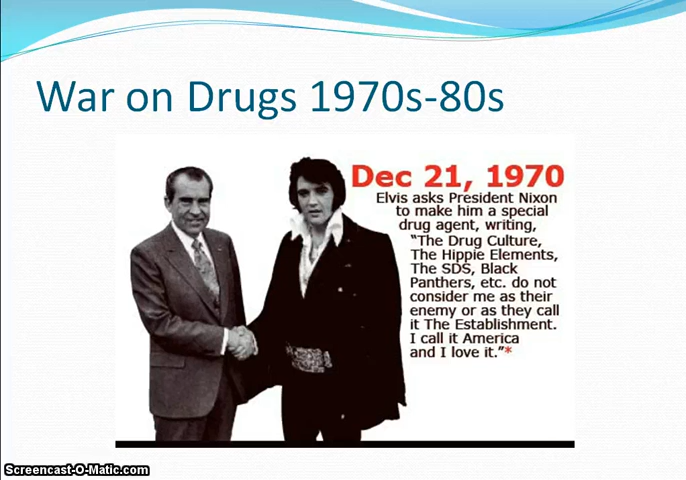 War on Drugs 1970s-80s
Dec 21, 1970
Elvis asks President Nixon
to make him a special
drug agent, writing,
“The Drug Culture,
The Hippie Elements,
The SDS, Black
Panthers, etc. do not
consider me as their
enemy or as they call
it The Establishment.
I call it America
and I love it.”*
Screencast-O-Matic.com